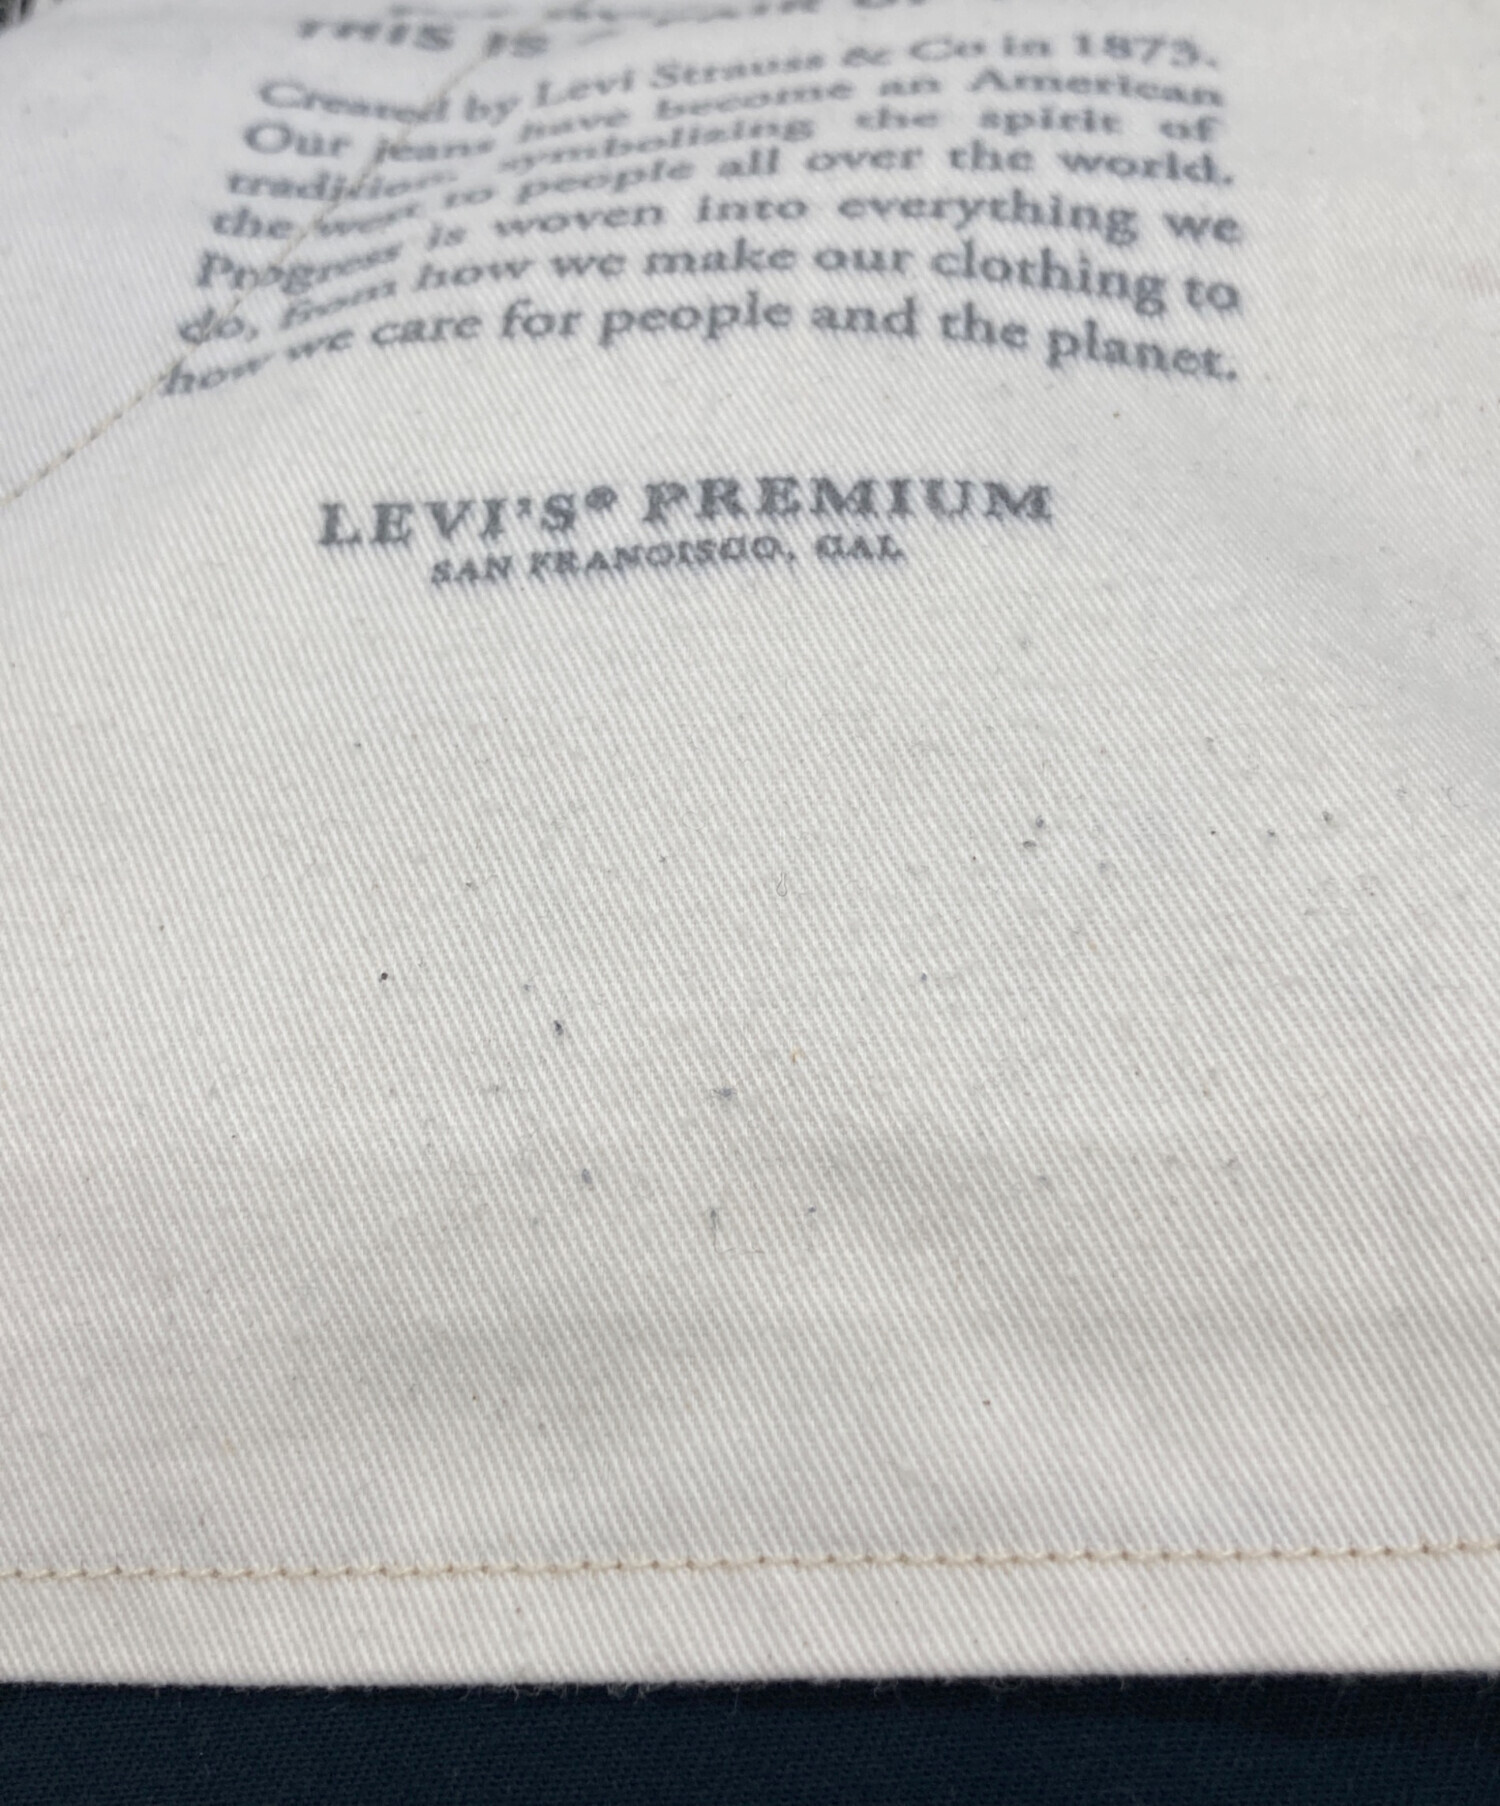 THIS IS
Created by Levi Strauss & Co in 1873.
Our jeans have become an American
tradition, symbolizing the spirit of
the west to people all over the world.
Progress is woven into everything we
do, from how we make our clothing to
how we care for people and the planet.
LEVI'S® PREMIUM
SAN FRANCISCO, CAL